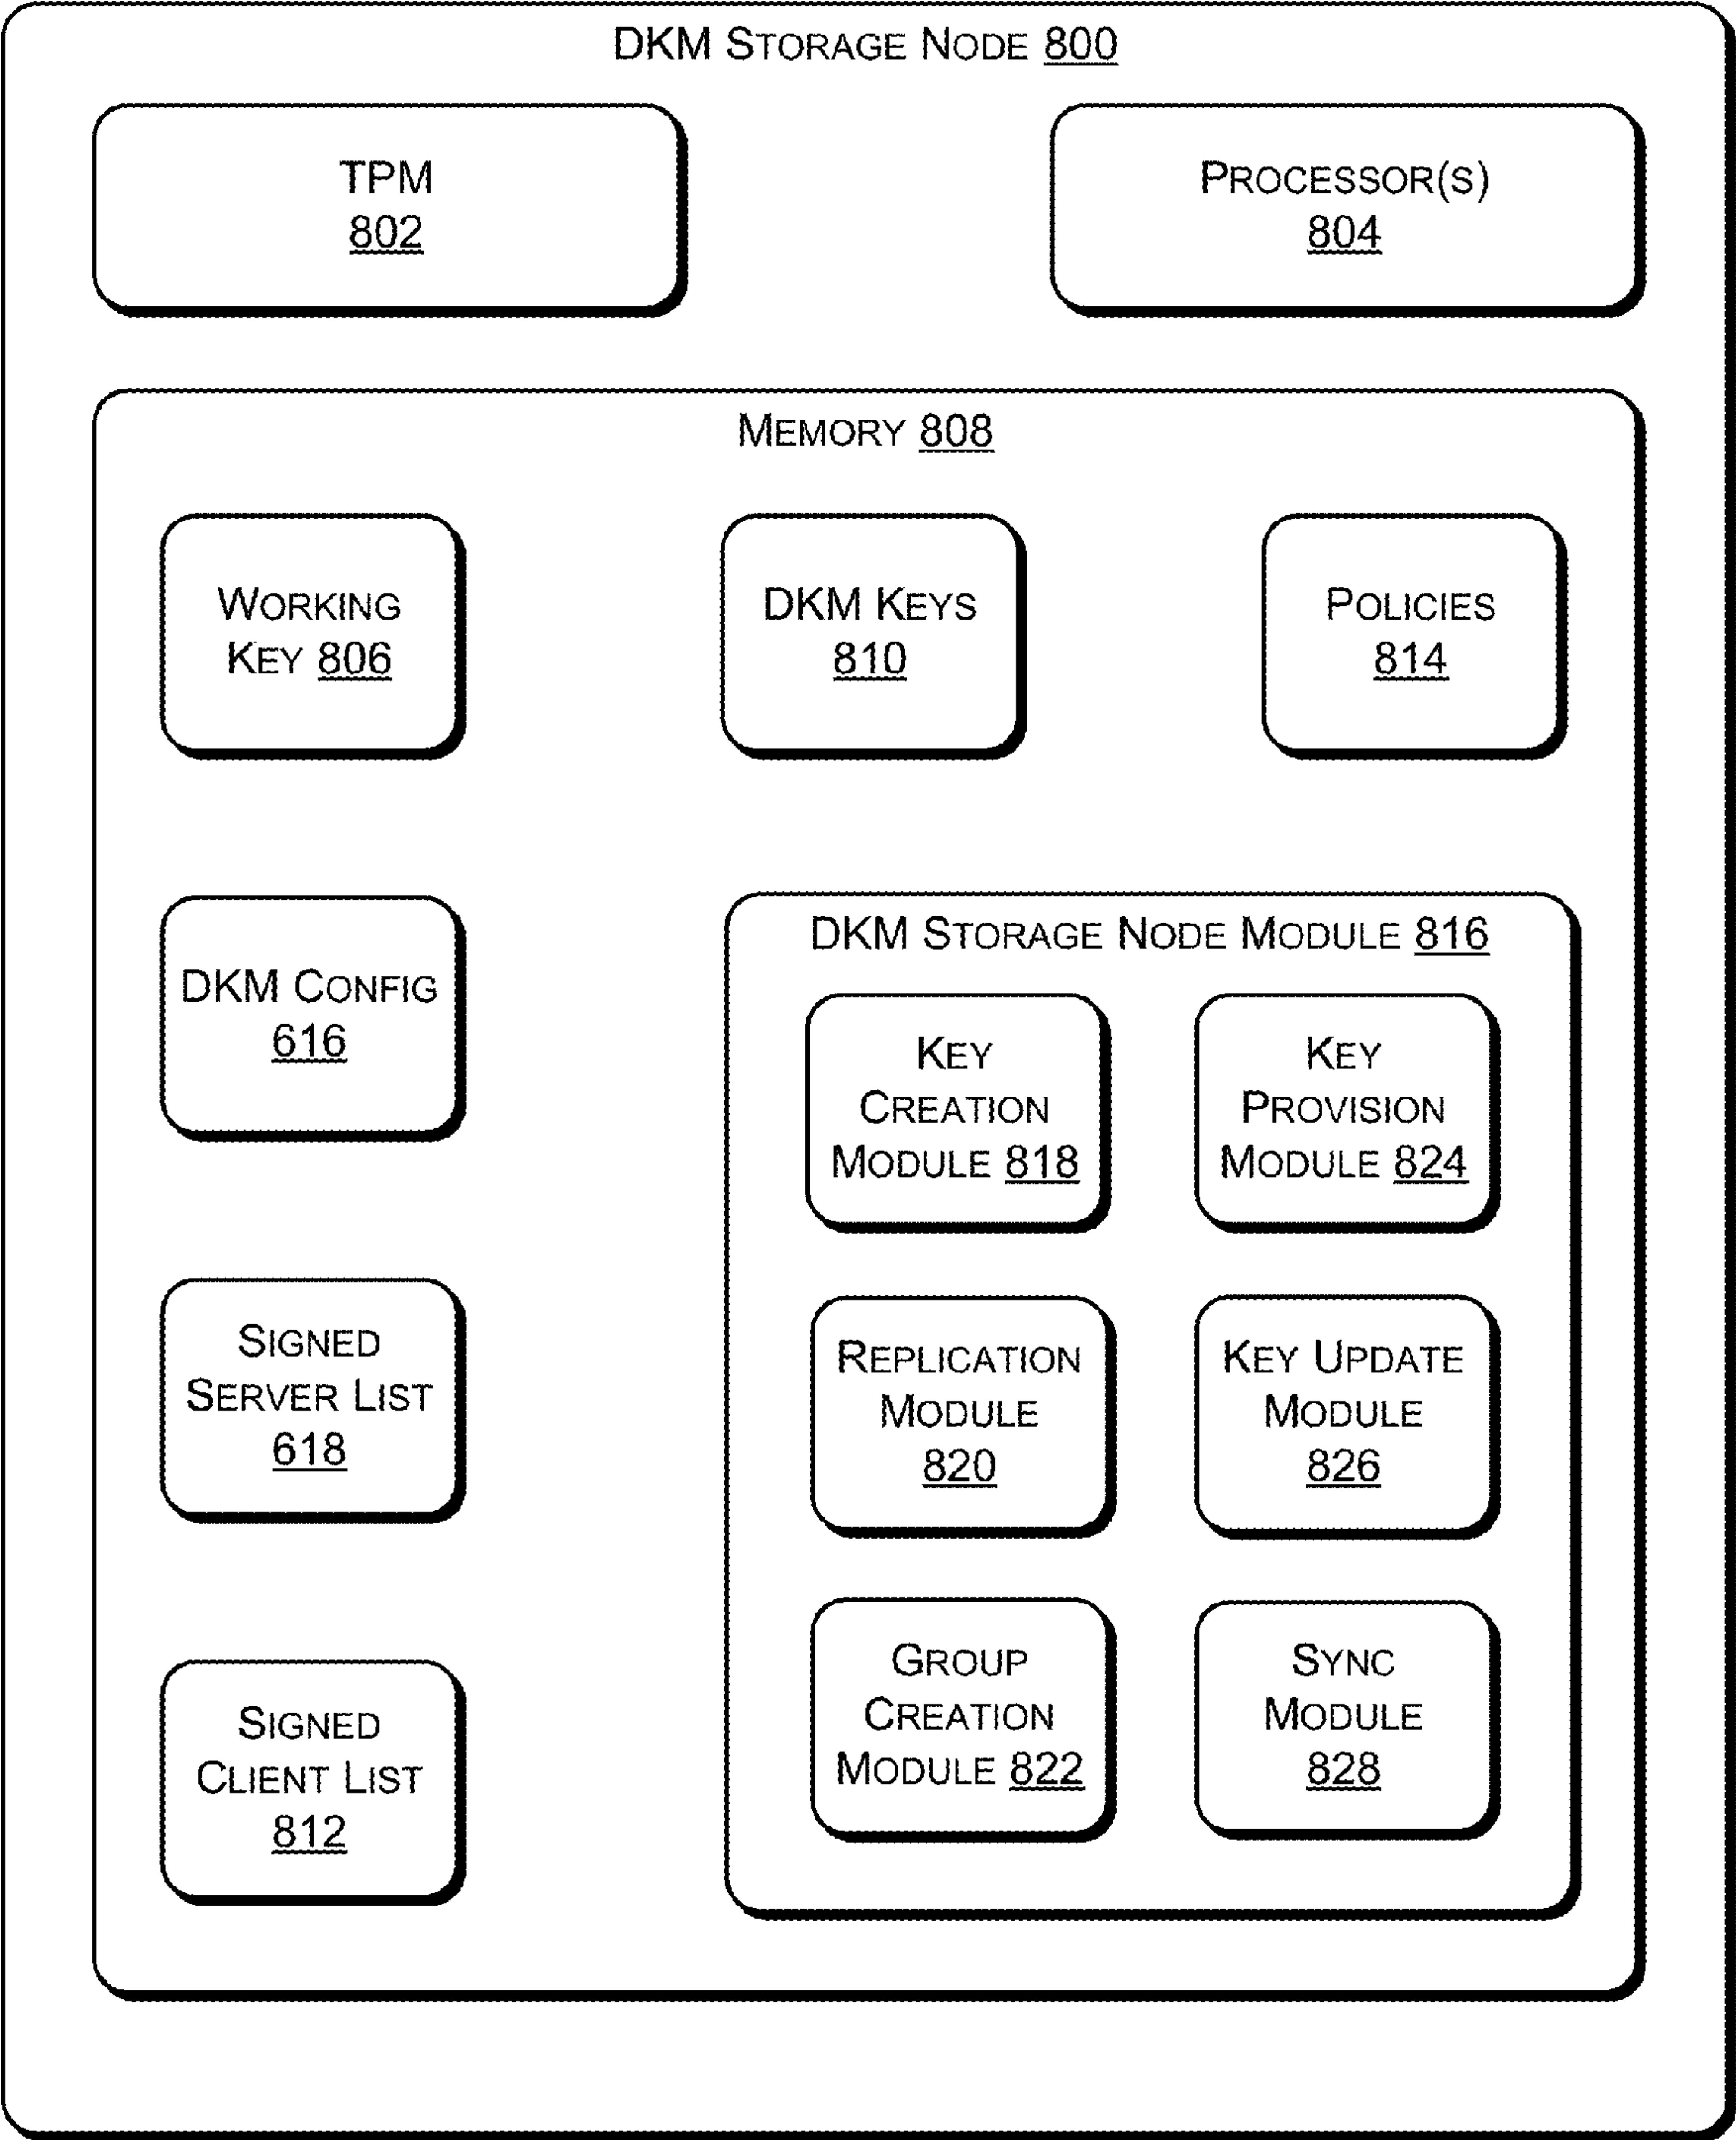 DKM STORAGE NODE 800
TPM
802
PROCESSOR(S)
804
MEMORY 808
WORKING
KEY 806
DKM KEYS
810
POLICIES
814
DKM CONFIG
616
SIGNED
SERVER LIST
618
SIGNED
CLIENT LIST
812
DKM STORAGE NODE MODULE 816
KEY
CREATION
MODULE 818
KEY
PROVISION
MODULE 824
REPLICATION
MODULE
820
KEY UPDATE
MODULE
826
GROUP
CREATION
MODULE 822
SYNC
MODULE
828